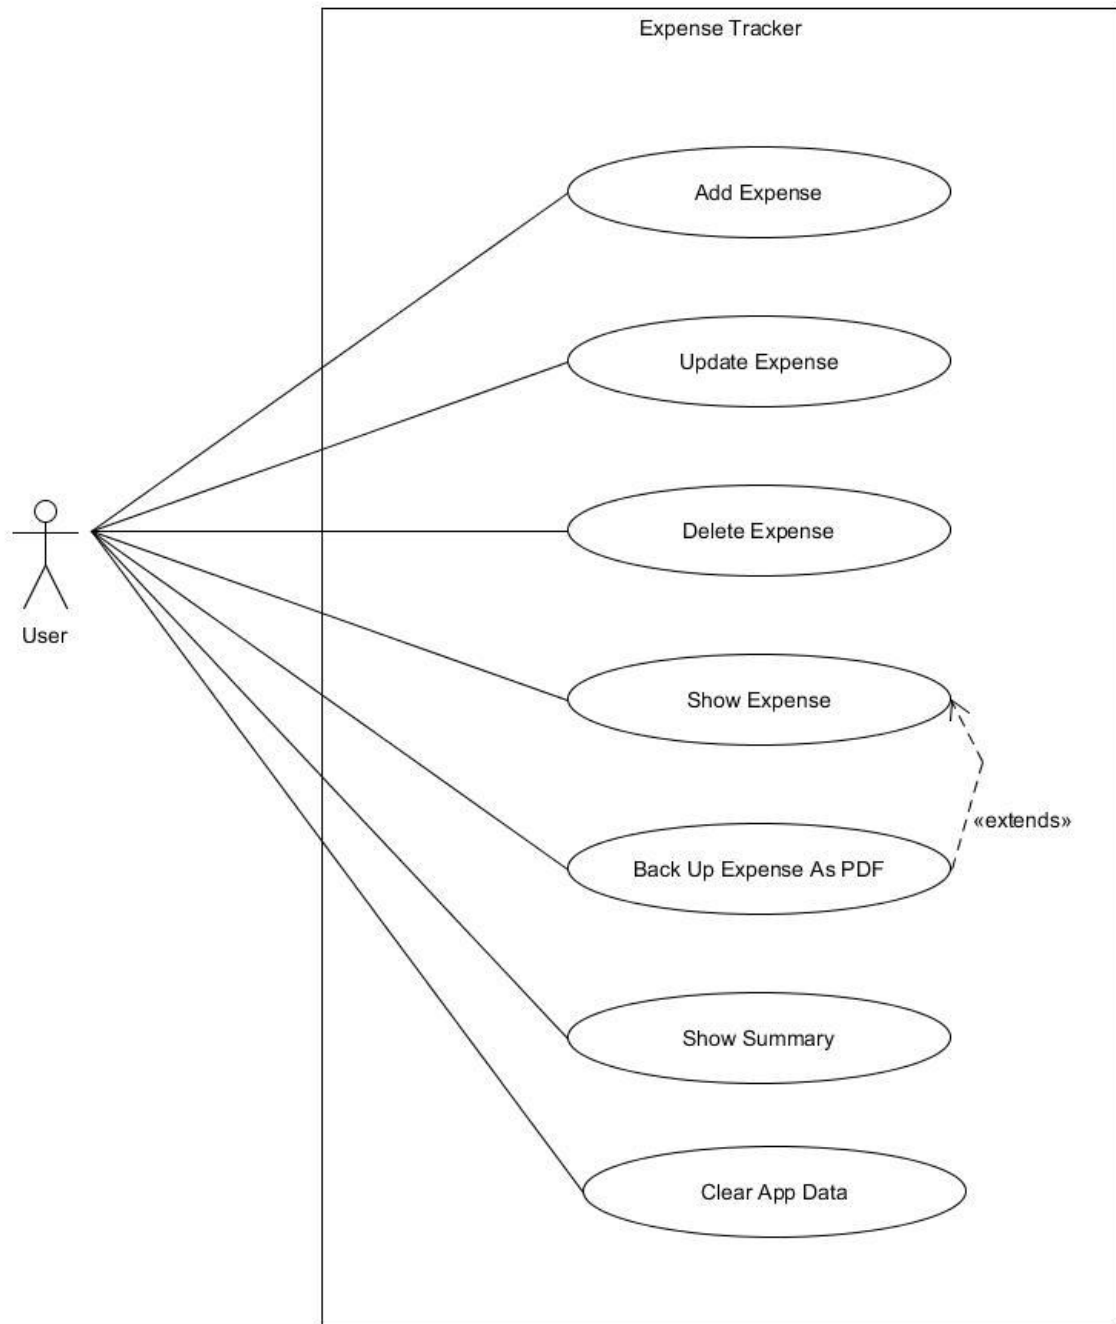 Expense Tracker
Add Expense
Update Expense
Delete Expense
User
Show Expense
«extends»
Back Up Expense As PDF
Show Summary
Clear App Data